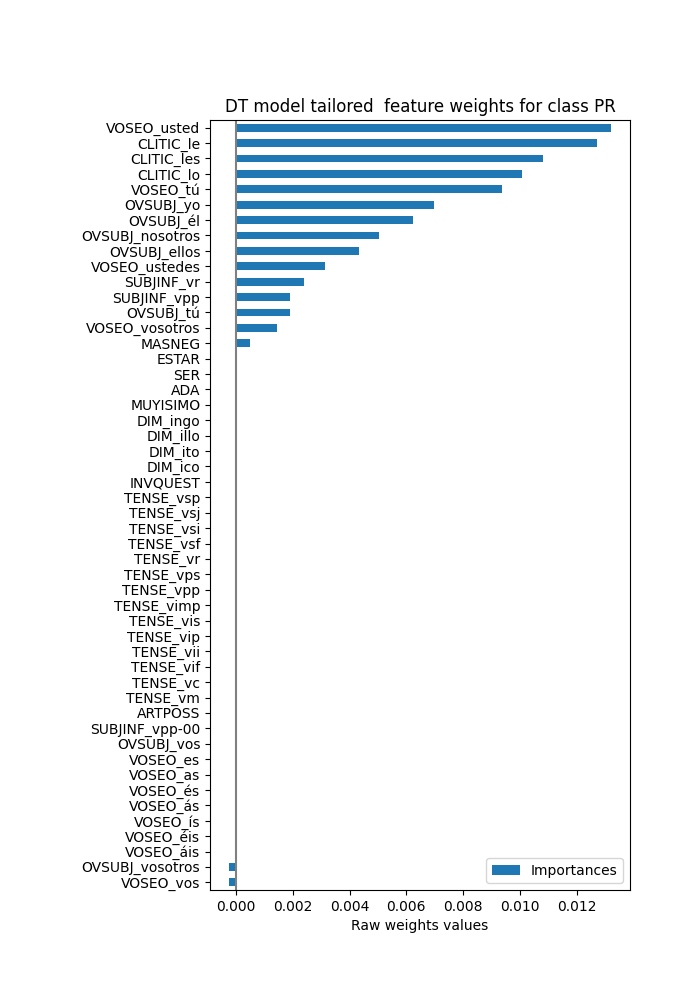 DT model tailored  feature weights for class PR
VOSEO_usted
CLITIC_le
CLITIC_les
CLITIC_lo
VOSEO_tú
OVSUBJ_yo
OVSUBJ_él
OVSUBJ_nosotros
OVSUBJ_ellos
VOSEO_ustedes
SUBJINF_vr
SUBJINF_vpp
OVSUBJ_tú
VOSEO_vosotros
MASNEG
ESTAR
SER
ADA
MUYISIMO
DIM_ingo
DIM_illo
DIM_ito
DIM_ico
INVQUEST
TENSE_vsp
TENSE_vsj
TENSE_vsi
TENSE_vsf
TENSE_vr
TENSE_vps
TENSE_vpp
TENSE_vimp
TENSE_vis
TENSE_vip
TENSE_vii
TENSE_vif
TENSE_vc
TENSE_vm
ARTPOSS
SUBJINF_vpp-00
OVSUBJ_vos
VOSEO_es
VOSEO_as
VOSEO_és
VOSEO_ás
VOSEO_ís
VOSEO_éis
VOSEO_áis
OVSUBJ_vosotros
VOSEO_vos
Importances
0.000 0.002 0.004 0.006 0.008 0.010 0.012
Raw weights values